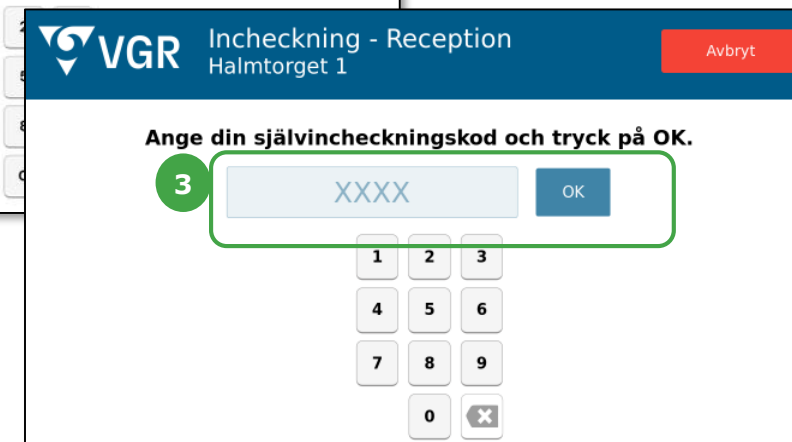 VGR
Incheckning - Reception
Halmtorget 1
Avbryt
Ange din självincheckningskod och tryck på OK.
3
XXXX
OK
1 2 3
4 5 6
7 8 9
0